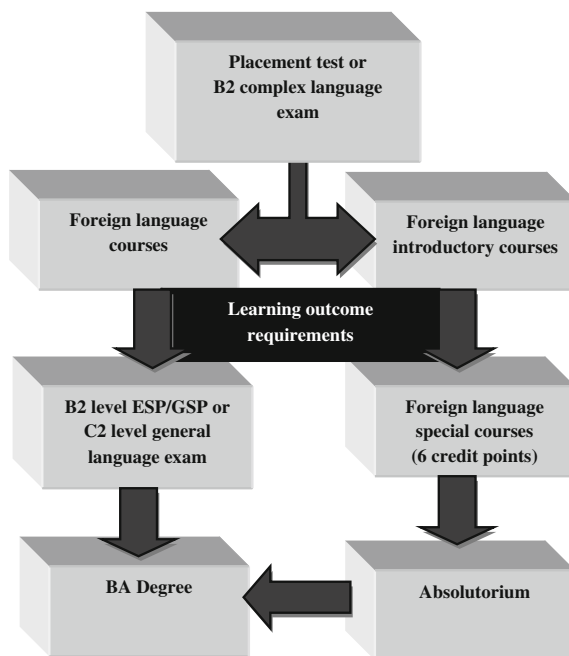 Placement test or
B2 complex language
exam
Foreign language
courses
Foreign language
introductory courses
Learning outcome
requirements
B2 level ESP/GSP or
C2 level general
language exam
Foreign language
special courses
(6 credit points)
BA Degree
Absolutorium